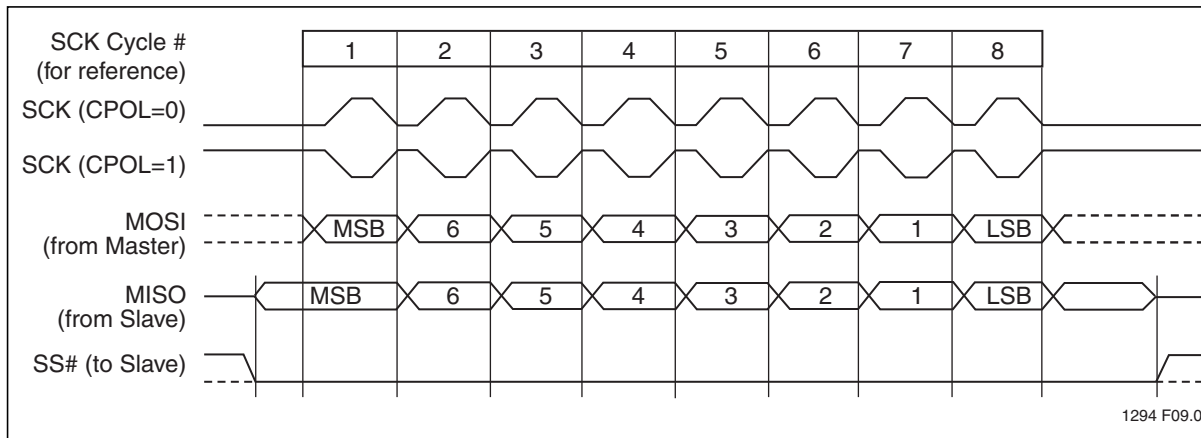 SCK Cycle #
(for reference)
1 2 3 4 5 6 7 8
SCK (CPOL=0)
SCK (CPOL=1)
MOSI
(from Master)
MSB 6 5 4 3 2 1 LSB
MISO
(from Slave)
MSB 6 5 4 3 2 1 LSB
SS# (to Slave)
1294 F09.0